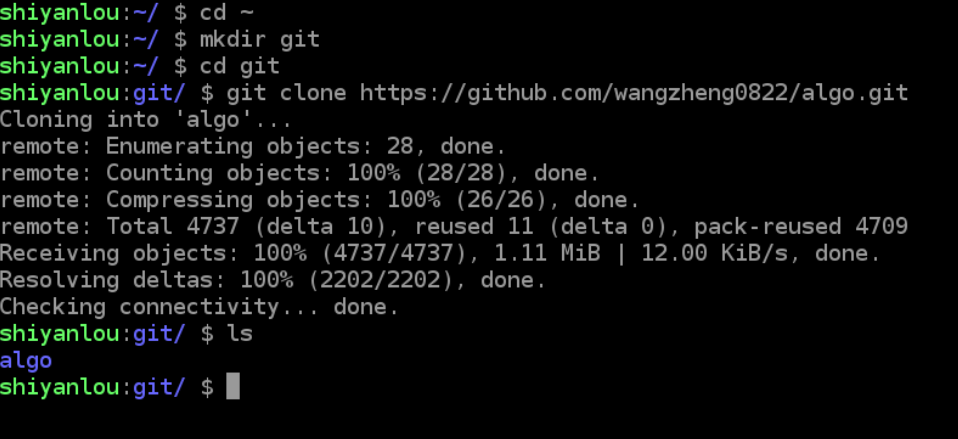 shiyanlou:~/ $ cd ~
shiyanlou:~/ $ mkdir git
shiyanlou:~/ $ cd git
shiyanlou:git/ $ git clone https://github.com/wangzheng0822/algo.git
Cloning into 'algo'...
remote: Enumerating objects: 28, done.
remote: Counting objects: 100% (28/28), done.
remote: Compressing objects: 100% (26/26), done.
remote: Total 4737 (delta 10), reused 11 (delta 0), pack-reused 4709
Receiving objects: 100% (4737/4737), 1.11 MiB | 12.00 KiB/s, done.
Resolving deltas: 100% (2202/2202), done.
Checking connectivity... done.
shiyanlou:git/ $ ls
algo
shiyanlou:git/ $